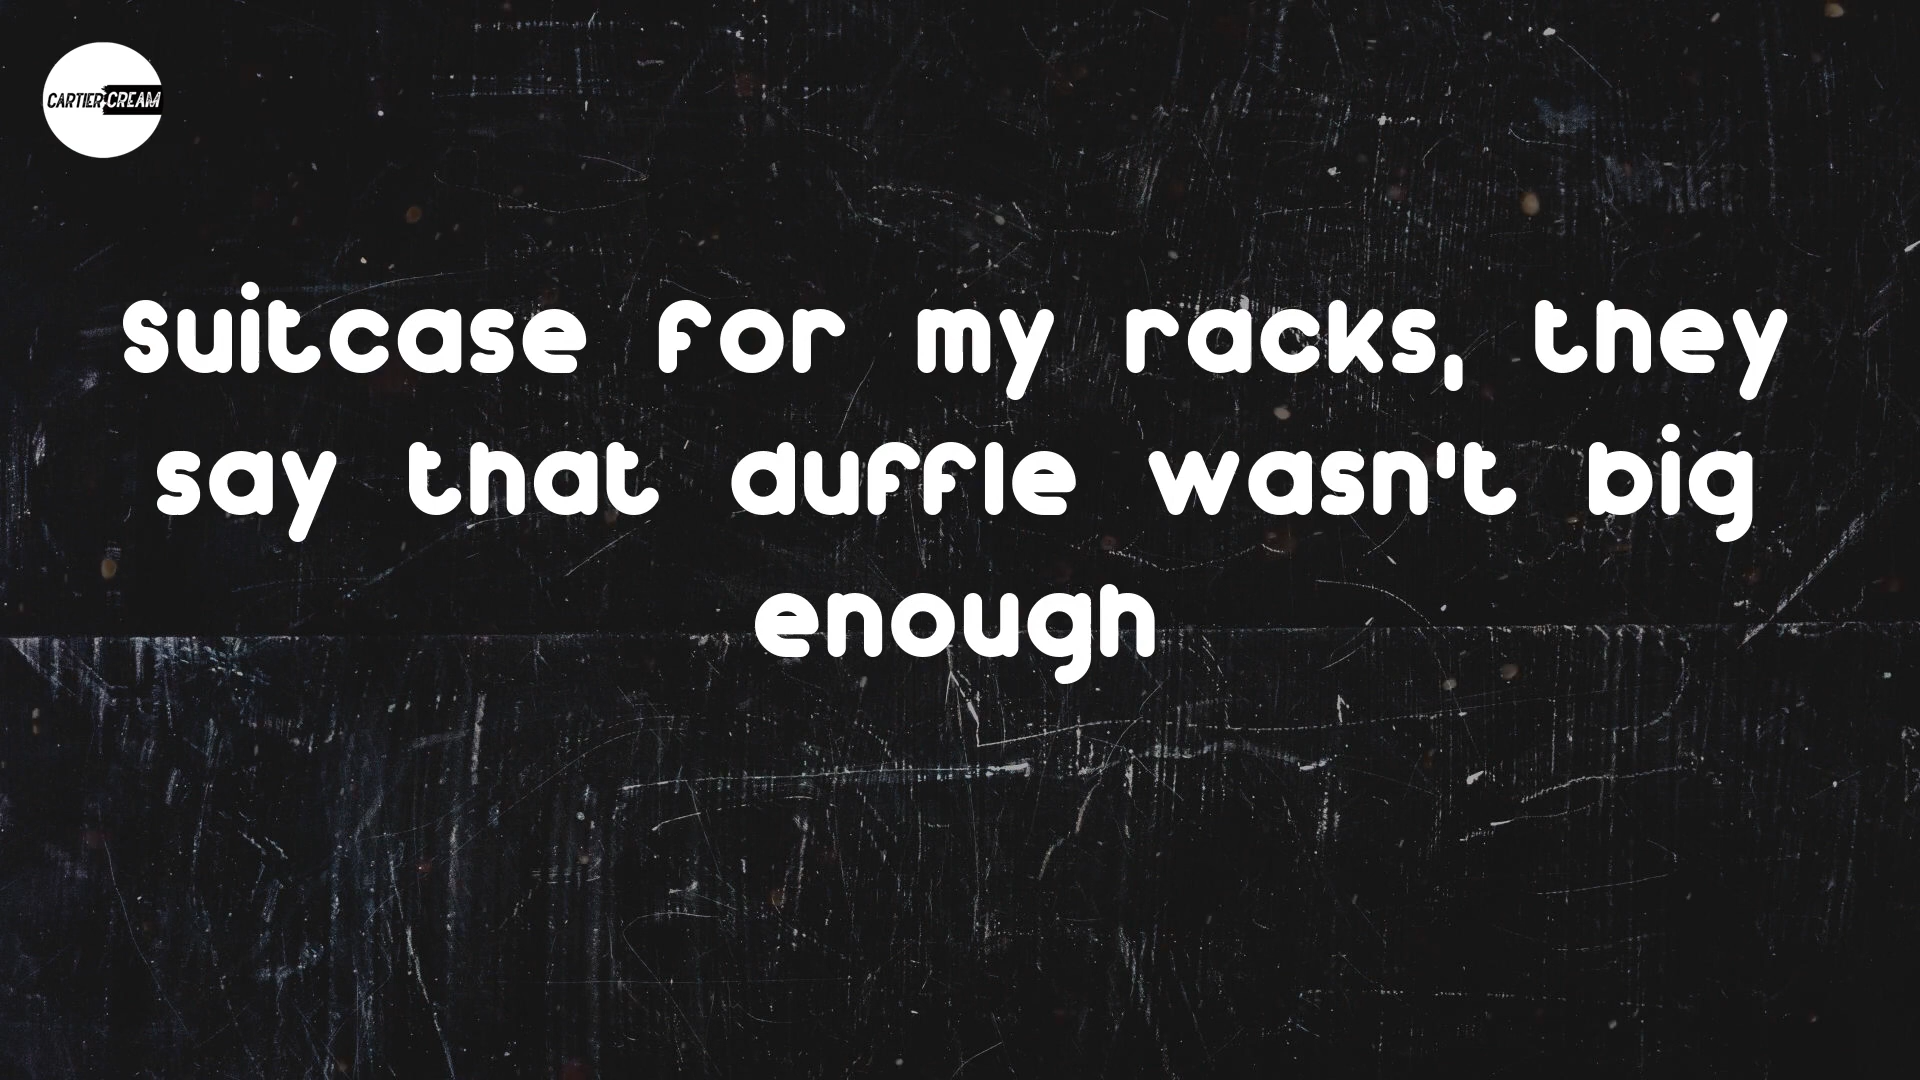 CARTIER CREAM
Suitcase for my racks, they
say that duffle wasn't big
enough